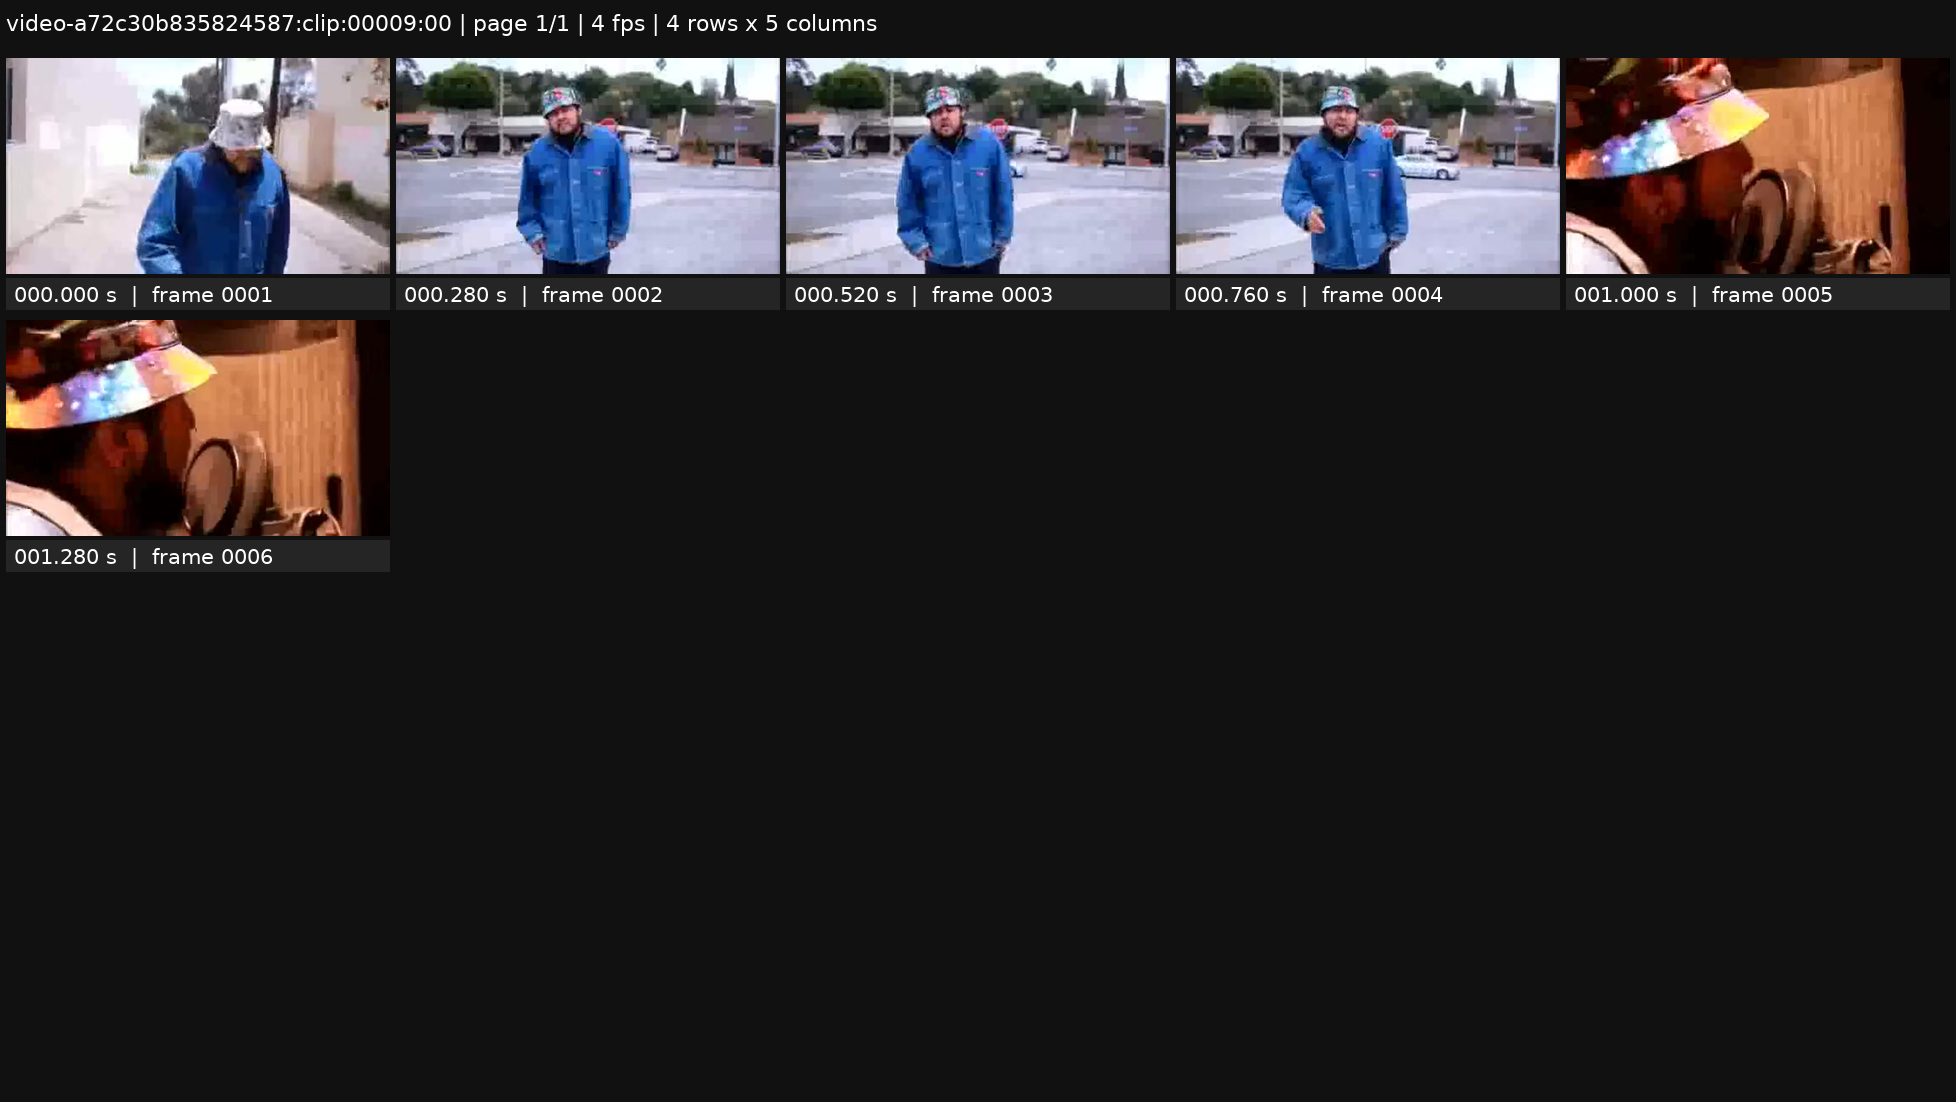 video-a72c30b835824587:clip:00009:00 | page 1/1 | 4 fps | 4 rows x 5 columns
000.000 s | frame 0001
000.280 s | frame 0002
000.520 s | frame 0003
000.760 s | frame 0004
001.000 s | frame 0005
001.280 s | frame 0006